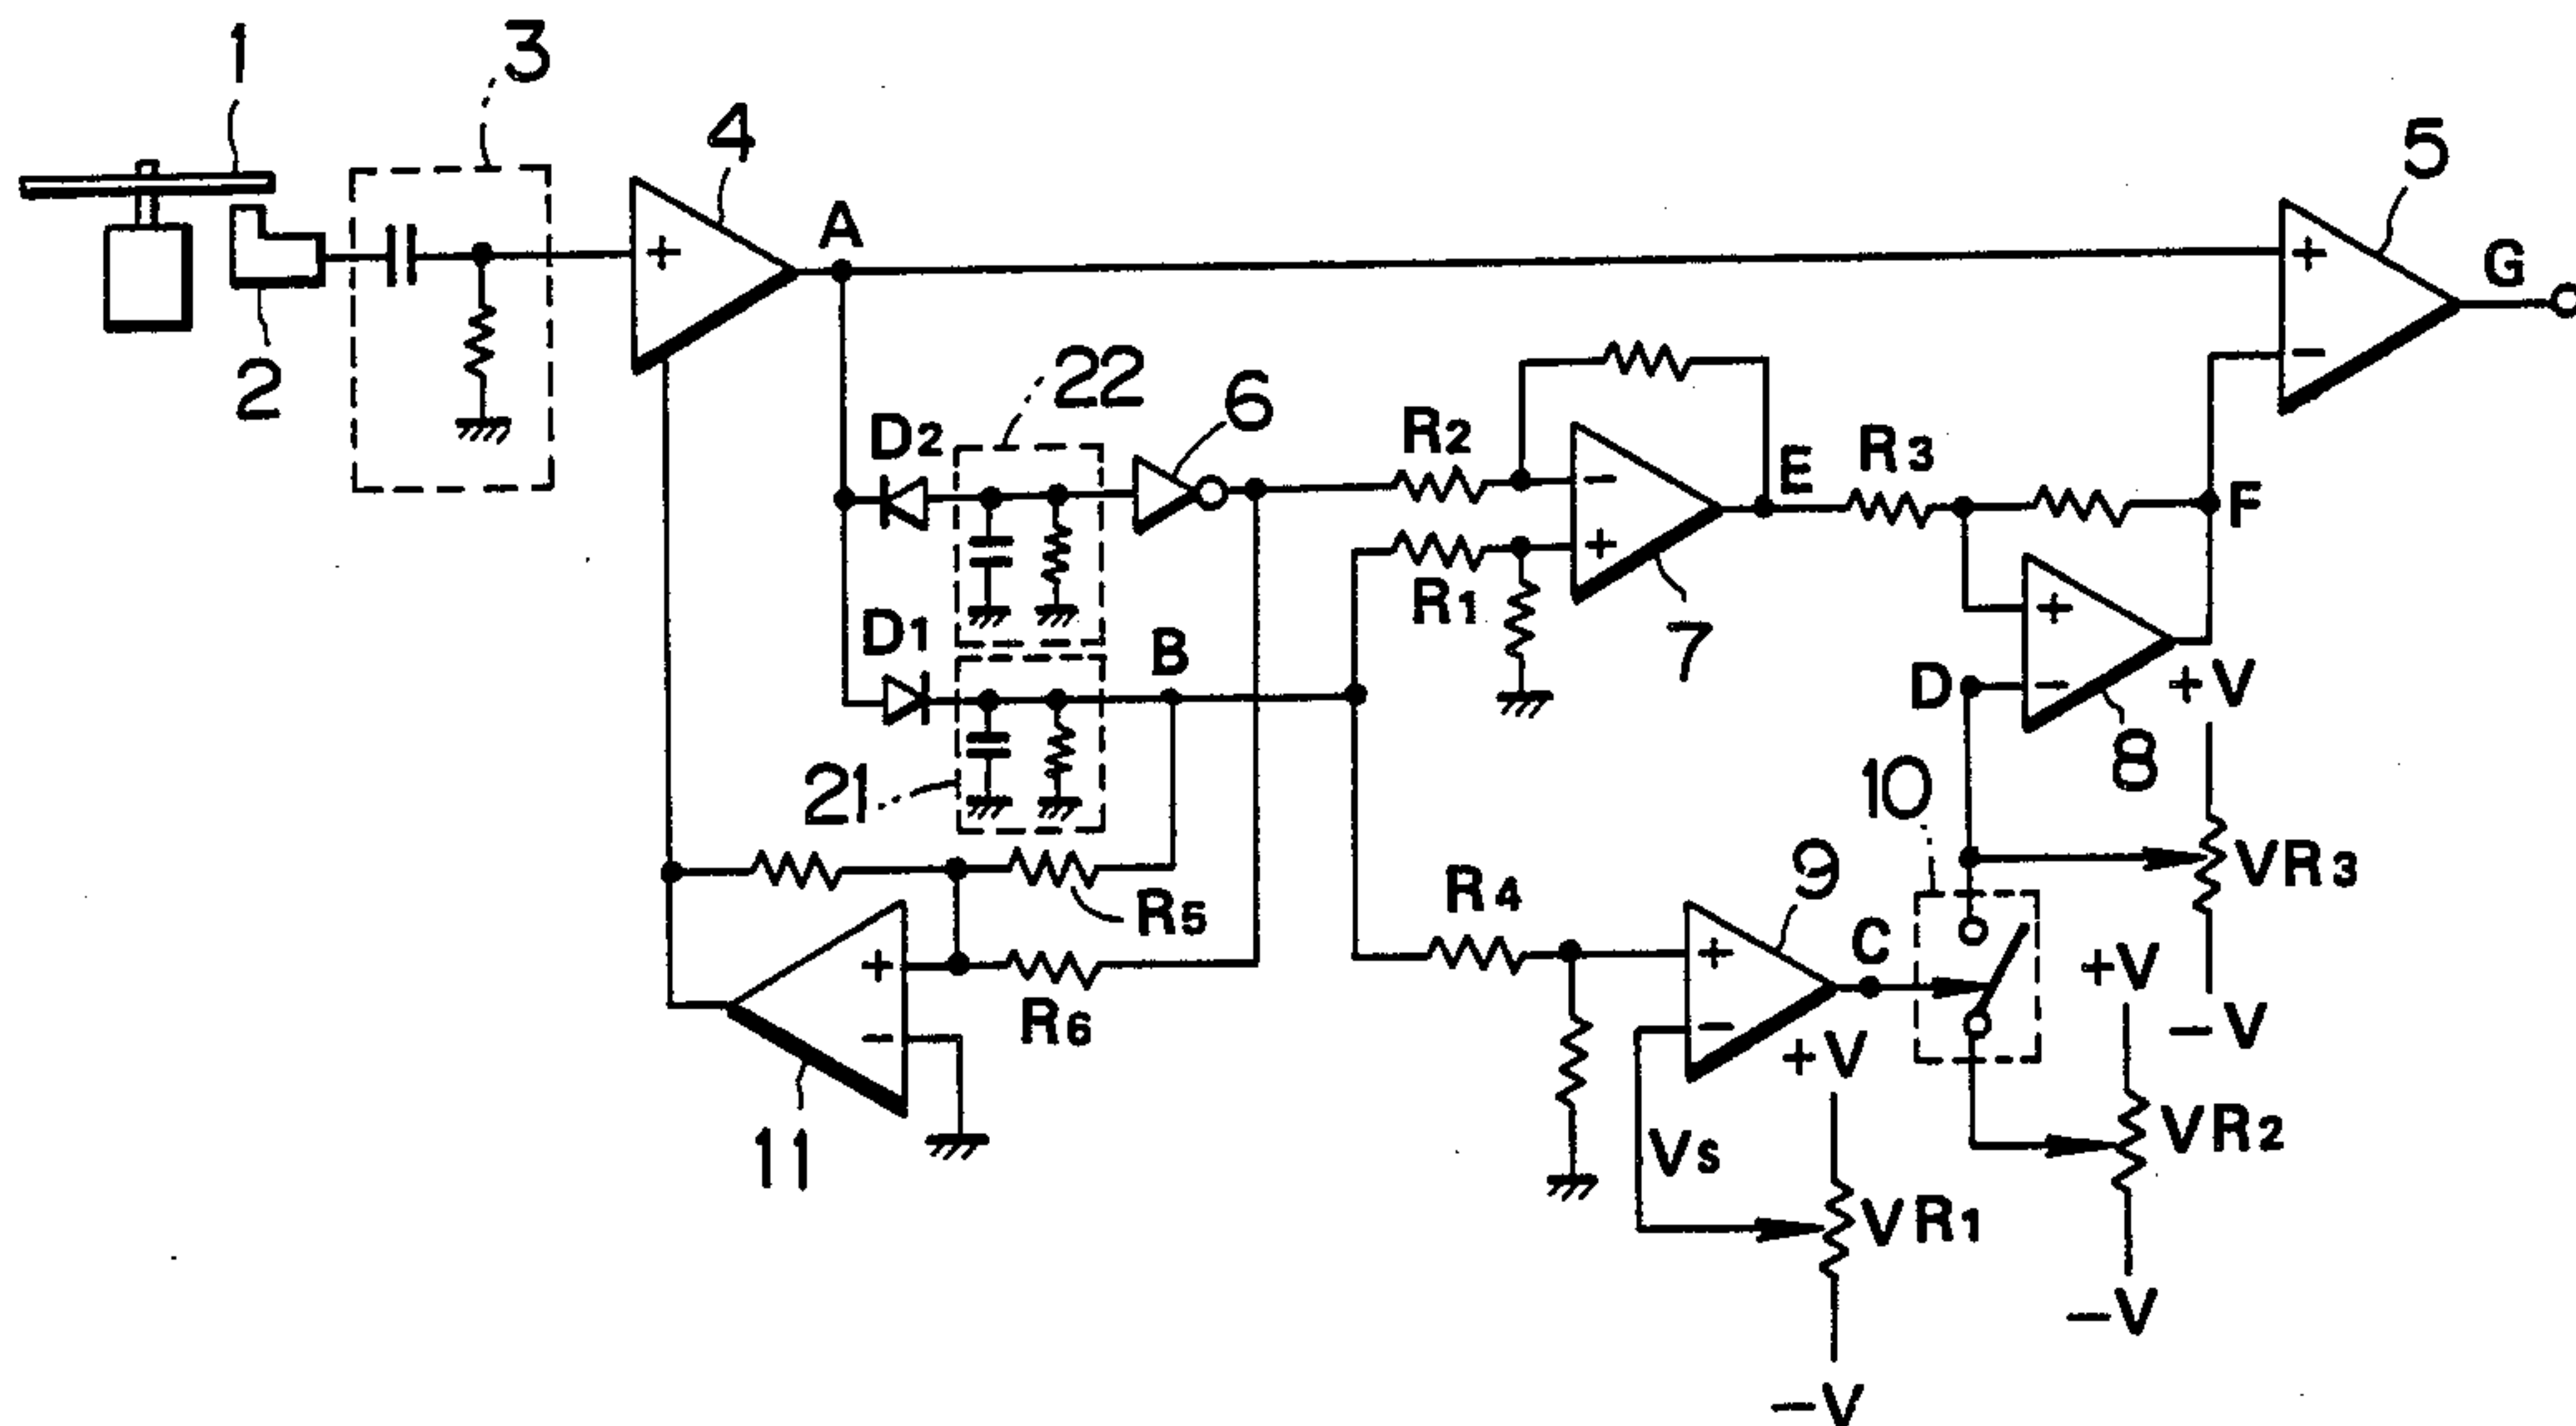 1
3
4
5
2
A
G
+
+
−
22
6
D2
R2
E
R3
F
−
+
7
R1
D1
B
D
+
−
8
+V
21
10
VR3
−V
R5
R4
9
C
+
−
R6
+
−
11
Vs
+V
VR1
−V
+V
VR2
−V